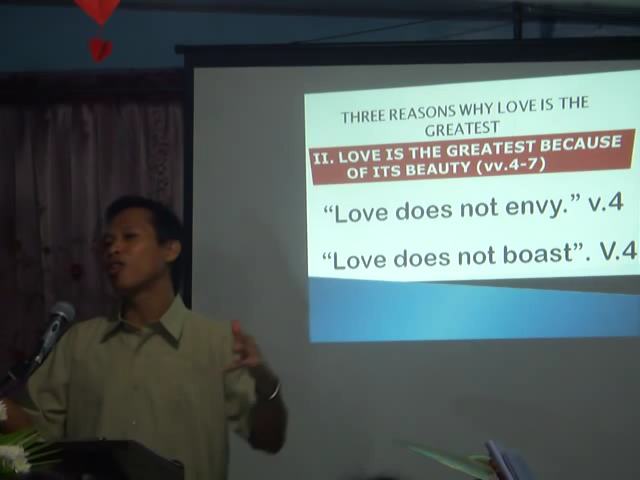 THREE REASONS WHY LOVE IS THE
GREATEST
II. LOVE IS THE GREATEST BECAUSE
OF ITS BEAUTY (vv.4-7)
“Love does not envy.” v.4
“Love does not boast”. V.4